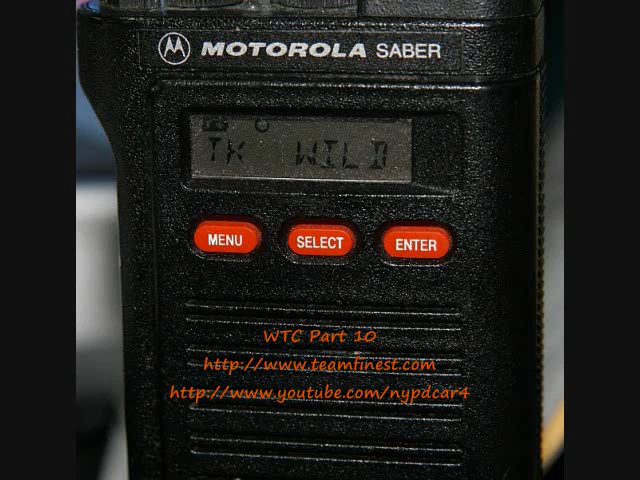 MOTOROLA SABER
TK WILD
MENU SELECT ENTER
WTC Part 10
http://www.teamfinest.com
http://www.youtube.com/nypdcar4